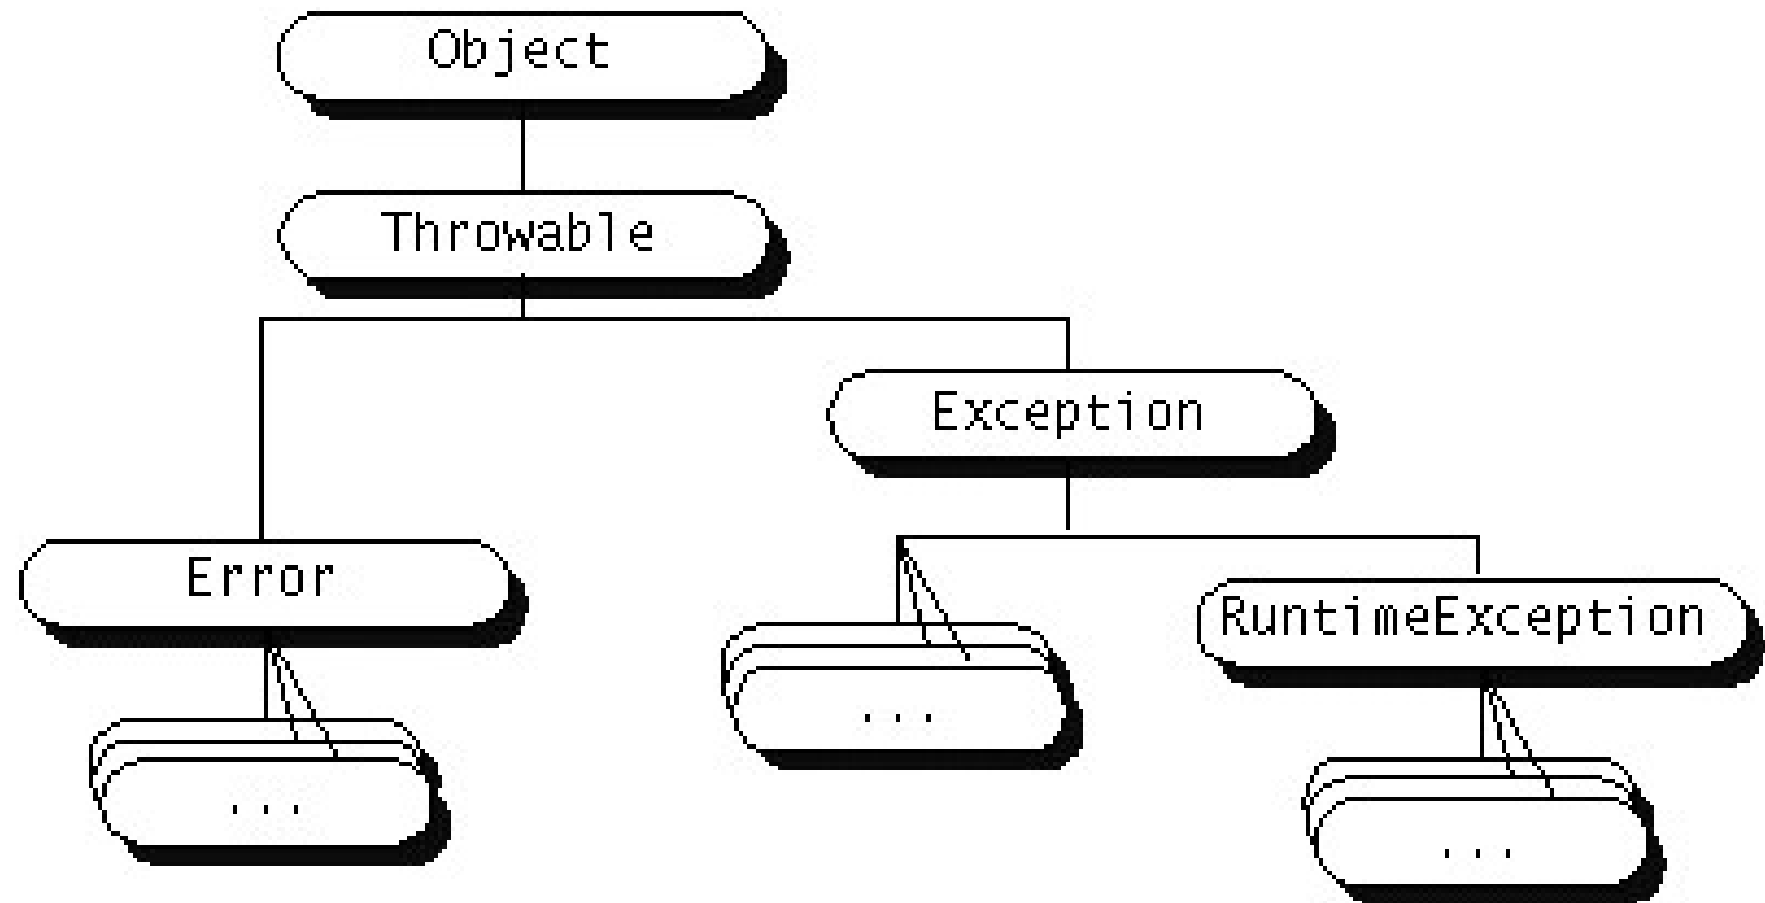 Object
Throwable
Exception
Error
RuntimeException
...
...
...